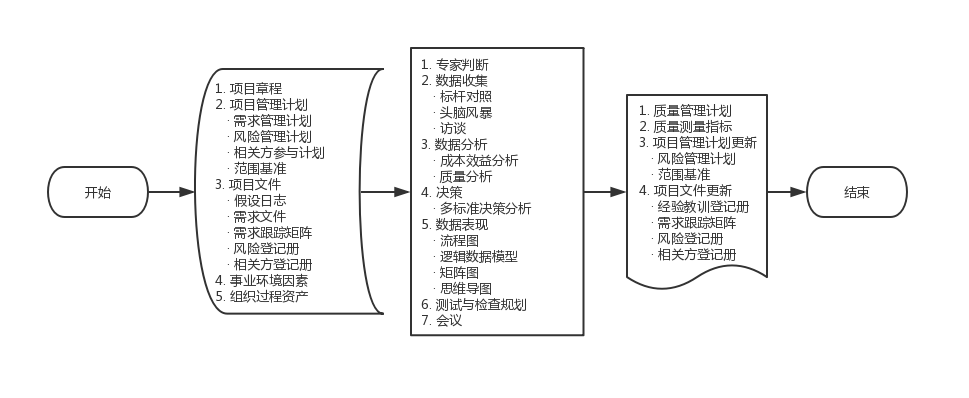 开始
1. 项目章程
2. 项目管理计划
· 需求管理计划
· 风险管理计划
· 相关方参与计划
· 范围基准
3. 项目文件
· 假设日志
· 需求文件
· 需求跟踪矩阵
· 风险登记册
· 相关方登记册
4. 事业环境因素
5. 组织过程资产
1. 专家判断
2. 数据收集
· 标杆对照
· 头脑风暴
· 访谈
3. 数据分析
· 成本效益分析
· 质量分析
4. 决策
· 多标准决策分析
5. 数据表现
· 流程图
· 逻辑数据模型
· 矩阵图
· 思维导图
6. 测试与检查规划
7. 会议
1. 质量管理计划
2. 质量测量指标
3. 项目管理计划更新
· 风险管理计划
· 范围基准
4. 项目文件更新
· 经验教训登记册
· 需求跟踪矩阵
· 风险登记册
· 相关方登记册
结束